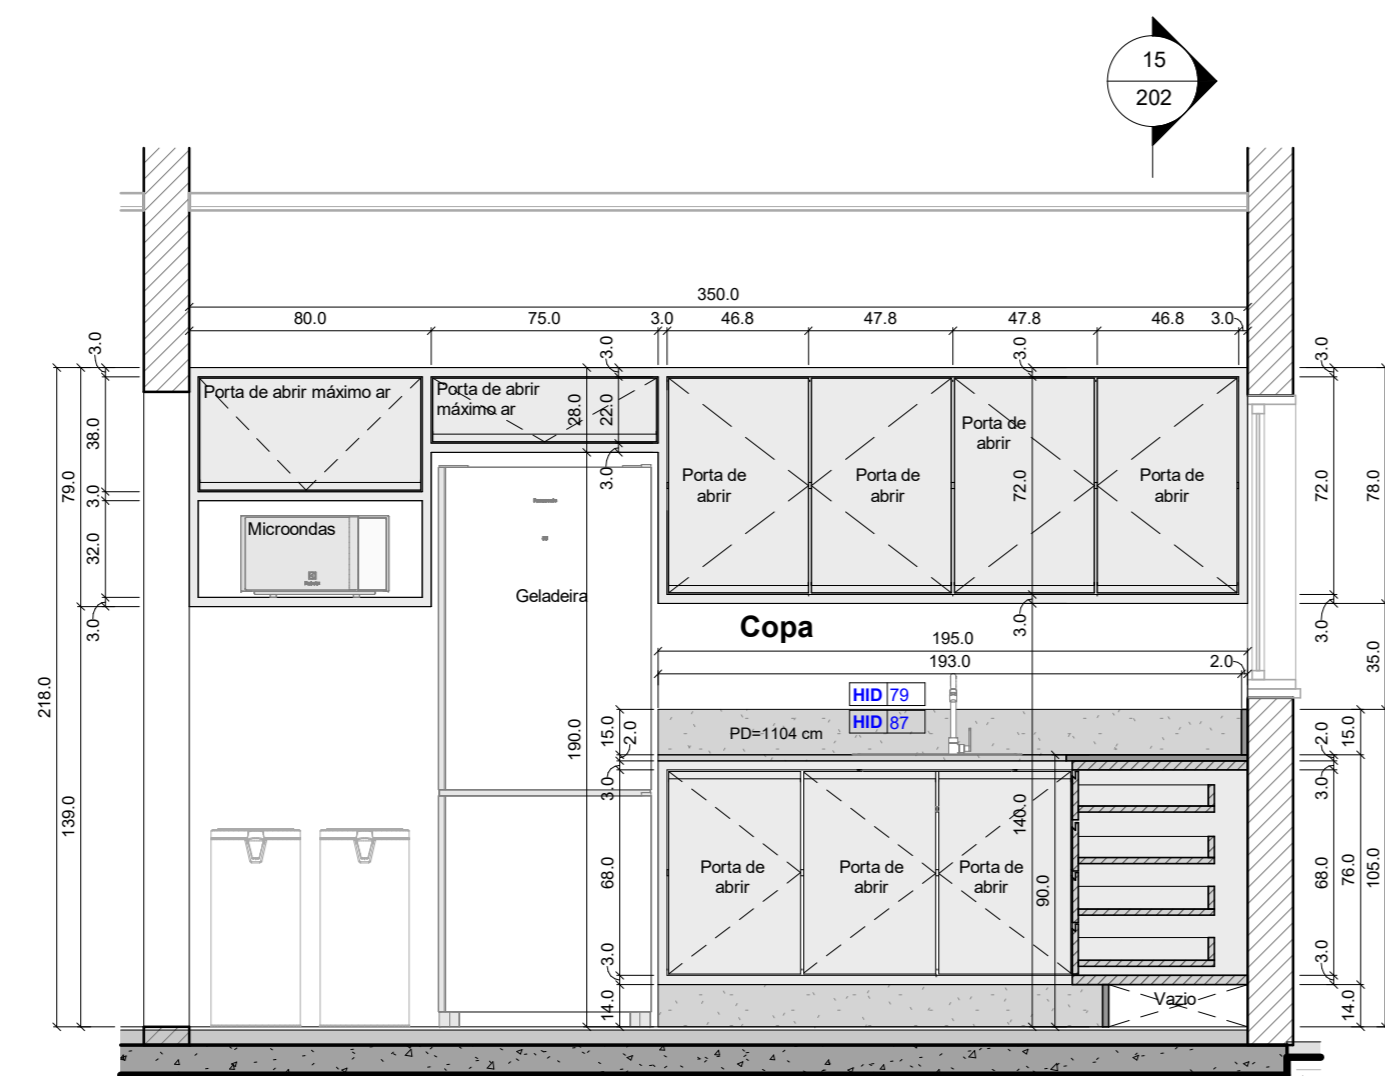 15
202
350.0
80.0
75.0
3.0
46.8
47.8
47.8
46.8
3.0
3.0
3.0
3.0
3.0
Porta de abrir máximo ar
Porta de abrir
máximo ar
28.0
22.0
3.0
Porta de
abrir
Porta de
abrir
Porta de
abrir
Porta de
abrir
72.0
72.0
78.0
38.0
79.0
3.0
32.0
3.0
Microondas
Geladeira
3.0
3.0
Copa
195.0
193.0
2.0
35.0
218.0
139.0
190.0
HID 79
HID 87
PD=1104 cm
15.0
2.0
3.0
68.0
3.0
14.0
140.0
90.0
Porta de
abrir
Porta de
abrir
Porta de
abrir
Vazio
2.0
15.0
3.0
68.0
76.0
105.0
3.0
14.0